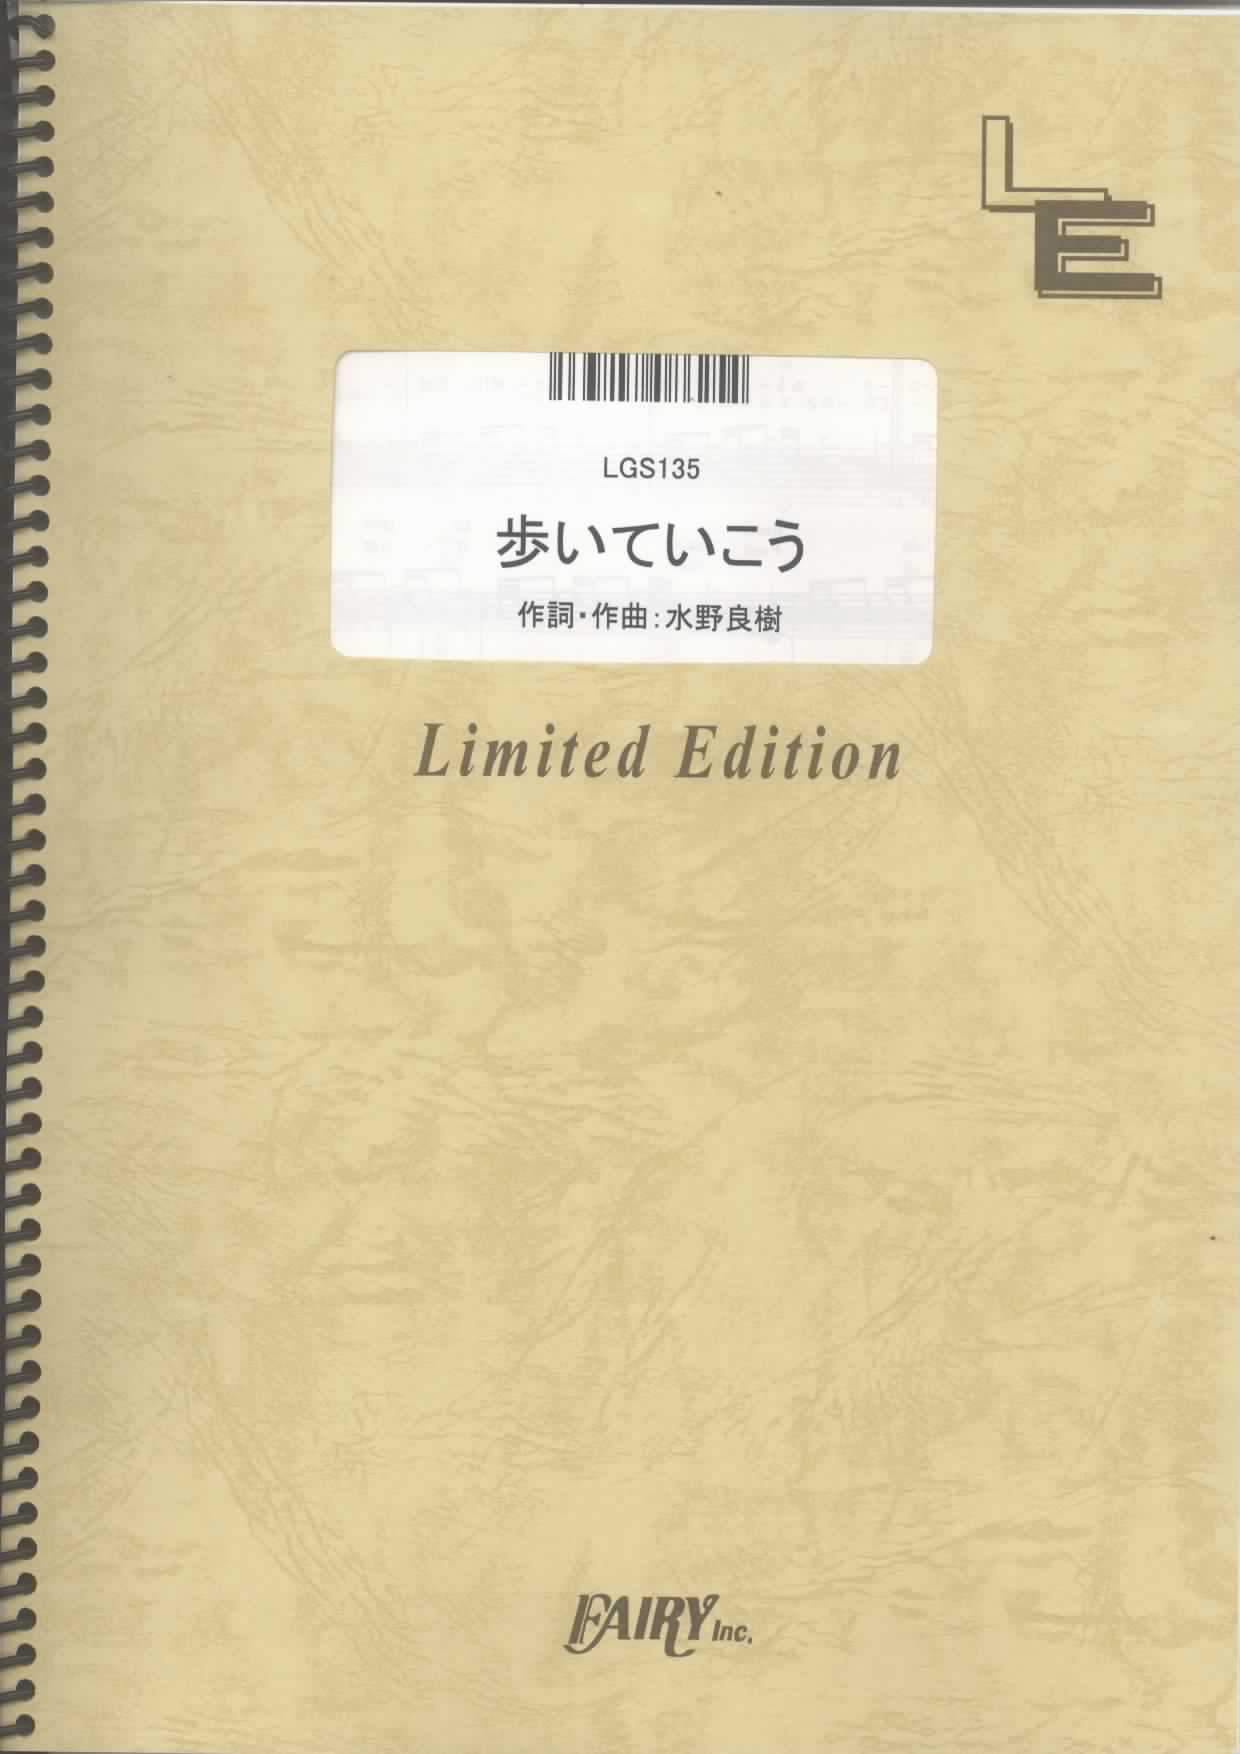 LE
LGS135
歩いていこう
作詞・作曲:水野良樹
Limited Edition
FAIRY Inc.